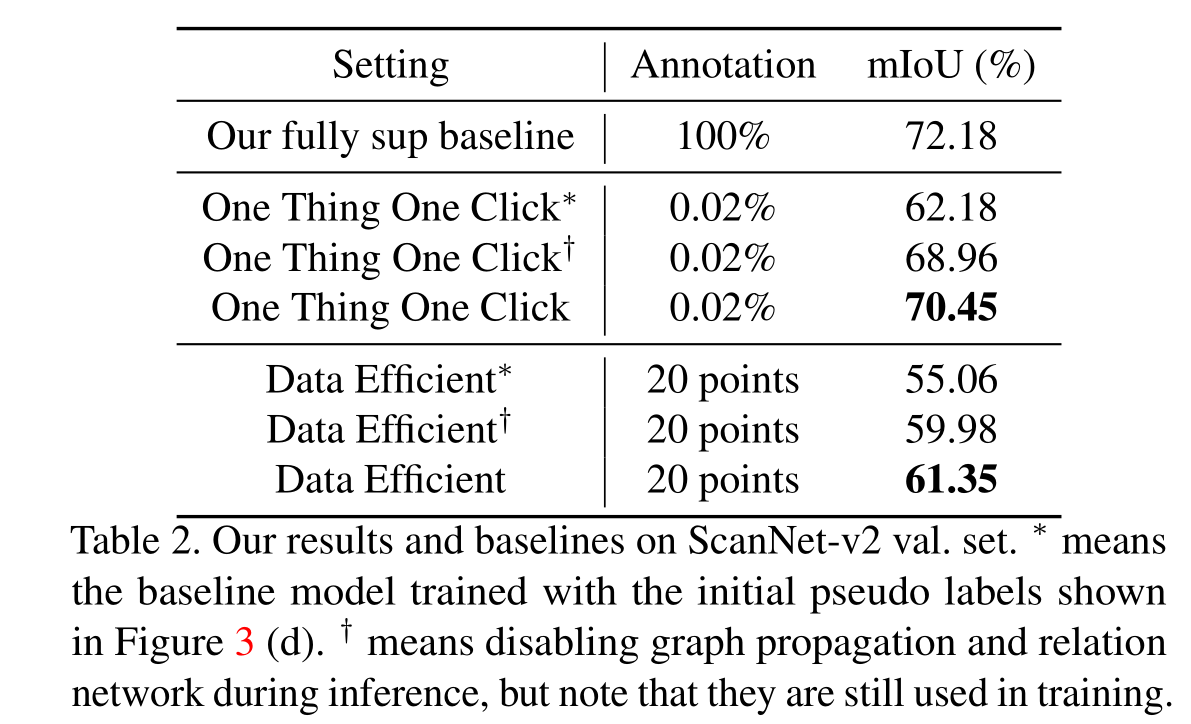 Setting Annotation mIoU (%)
Our fully sup baseline 100% 72.18
One Thing One Click* 0.02% 62.18
One Thing One Click† 0.02% 68.96
One Thing One Click 0.02% 70.45
Data Efficient* 20 points 55.06
Data Efficient† 20 points 59.98
Data Efficient 20 points 61.35
Table 2. Our results and baselines on ScanNet-v2 val. set. * means
the baseline model trained with the initial pseudo labels shown
in Figure 3 (d). † means disabling graph propagation and relation
network during inference, but note that they are still used in training.